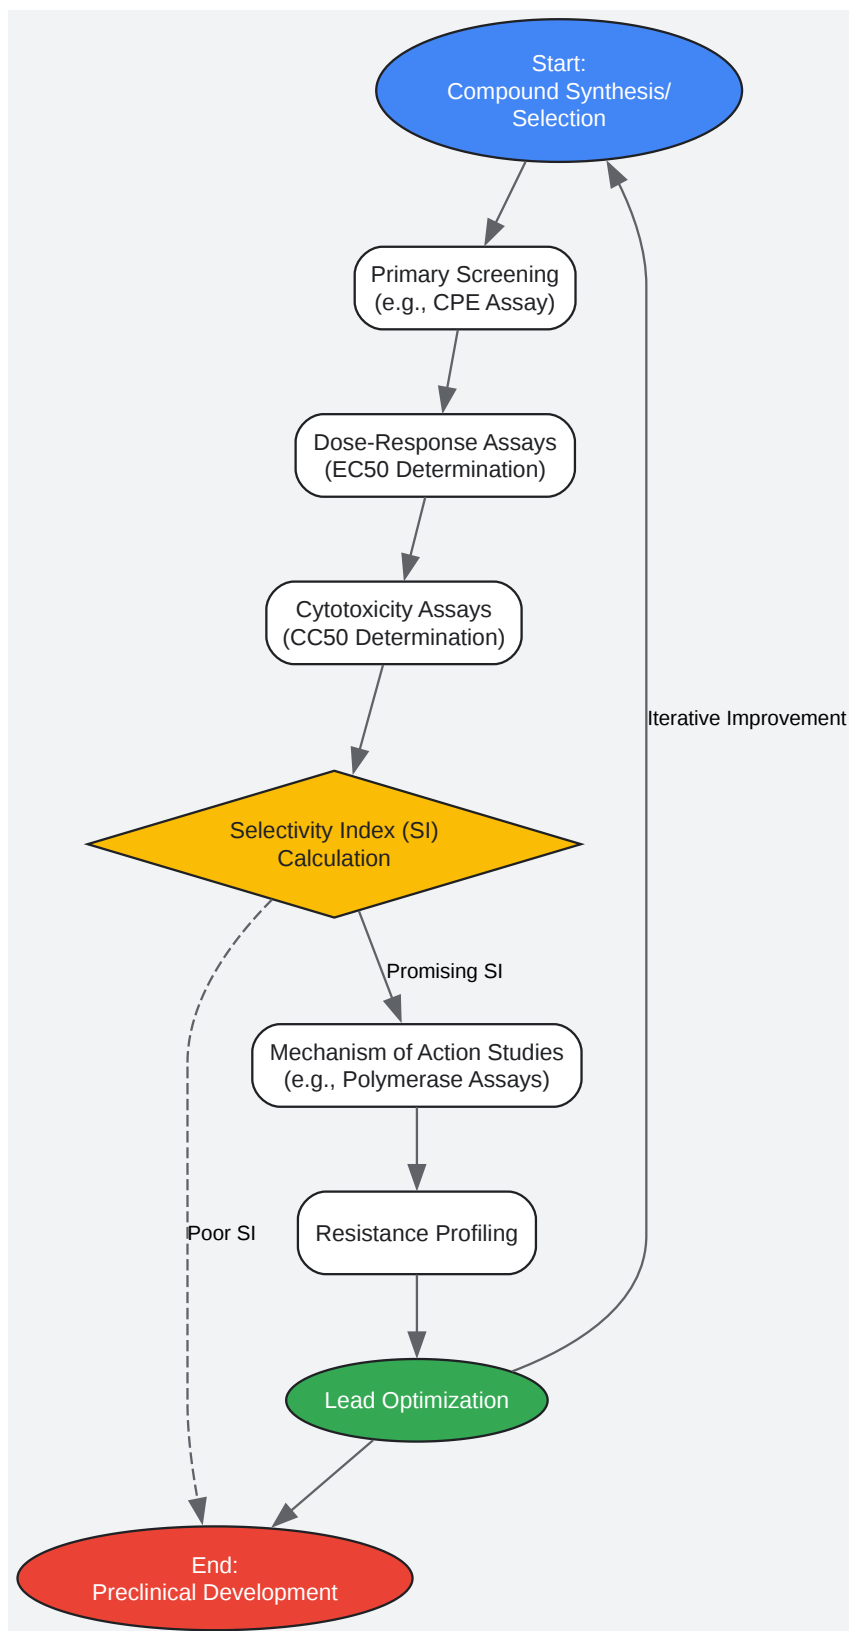 Start:
Compound Synthesis/
Selection
Primary Screening
(e.g., CPE Assay)
Dose-Response Assays
(EC50 Determination)
Cytotoxicity Assays
(CC50 Determination)
Iterative Improvement
Selectivity Index (SI)
Calculation
Promising SI
Mechanism of Action Studies
(e.g., Polymerase Assays)
Poor SI
Resistance Profiling
Lead Optimization
End:
Preclinical Development